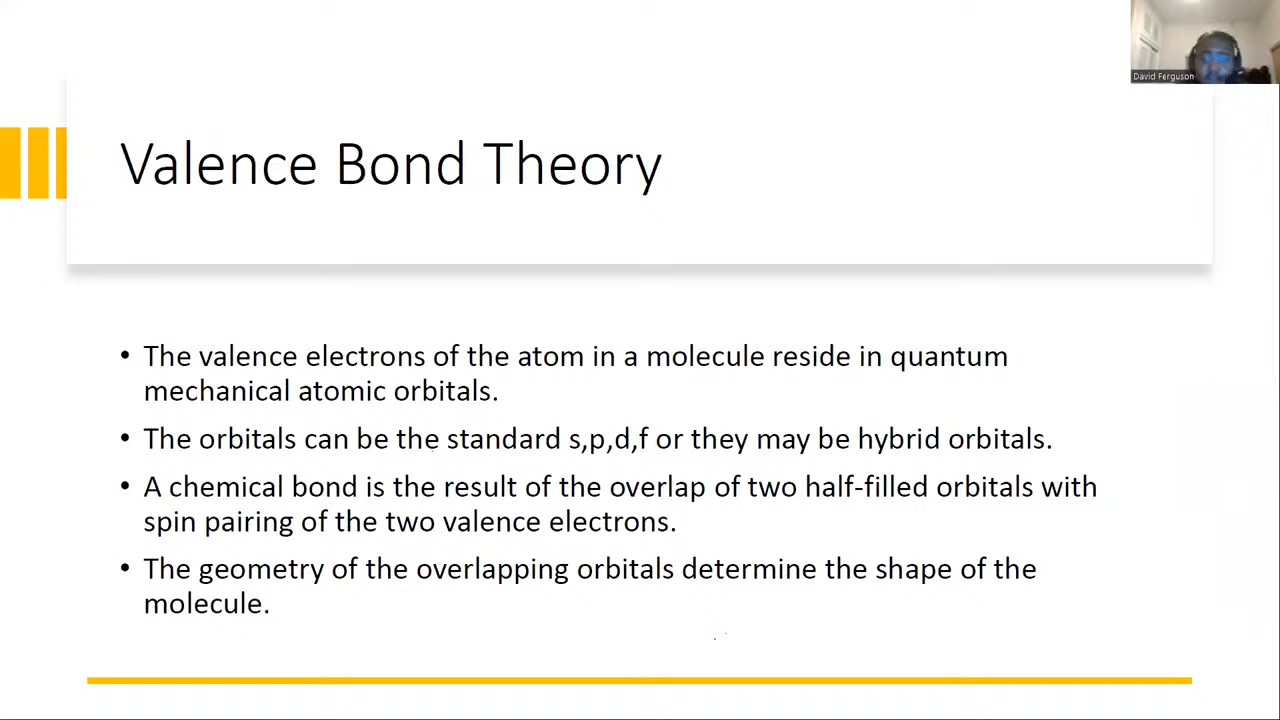 David Ferguson
Valence Bond Theory
• The valence electrons of the atom in a molecule reside in quantum
mechanical atomic orbitals.
• The orbitals can be the standard s,p,d,f or they may be hybrid orbitals.
• A chemical bond is the result of the overlap of two half-filled orbitals with
spin pairing of the two valence electrons.
• The geometry of the overlapping orbitals determine the shape of the
molecule.